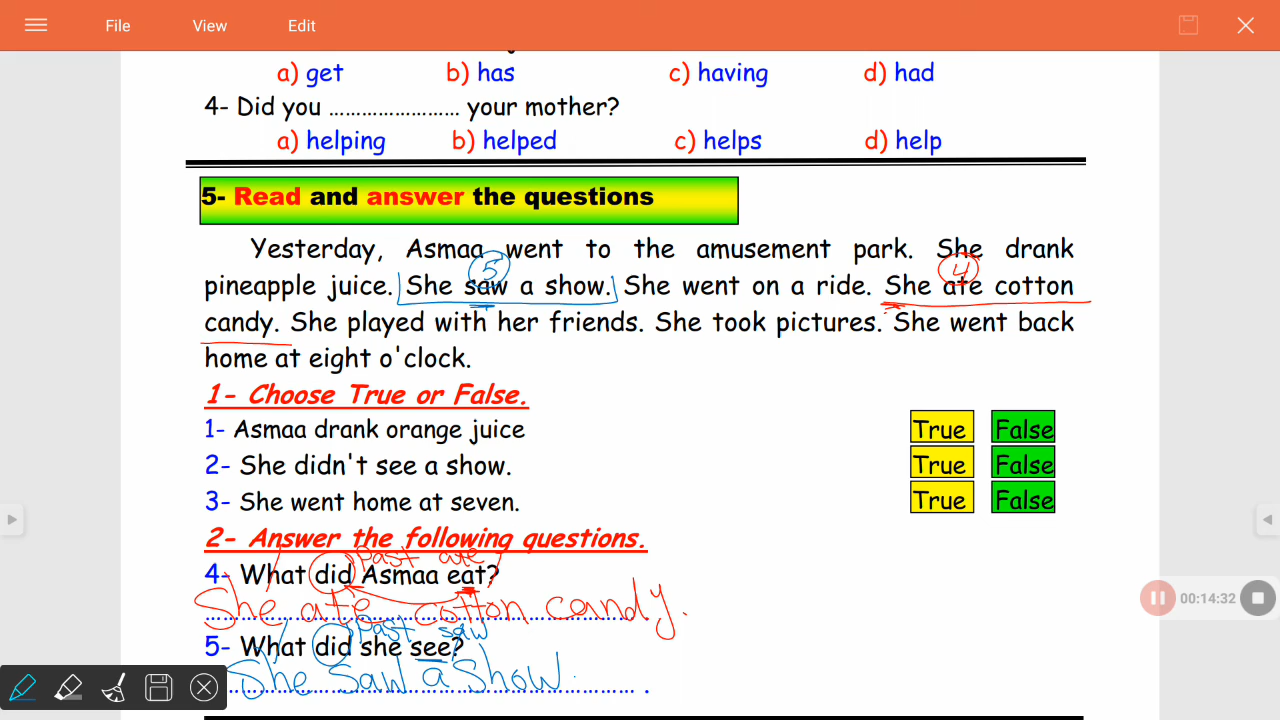 File View Edit
a) get b) has c) having d) had
4- Did you ........................ your mother?
a) helping b) helped c) helps d) help
5- Read and answer the questions
Yesterday, Asmaa went to the amusement park. She drank
5 4
pineapple juice. She saw a show. She went on a ride. She ate cotton
candy. She played with her friends. She took pictures. She went back
home at eight o'clock.
1- Choose True or False.
1- Asmaa drank orange juice True False
2- She didn't see a show. True False
3- She went home at seven. True False
2- Answer the following questions.
Past ate
4- What did Asmaa eat?
She ate cotton candy.
Past saw
5- What did she see?
She saw a show.
00:14:32